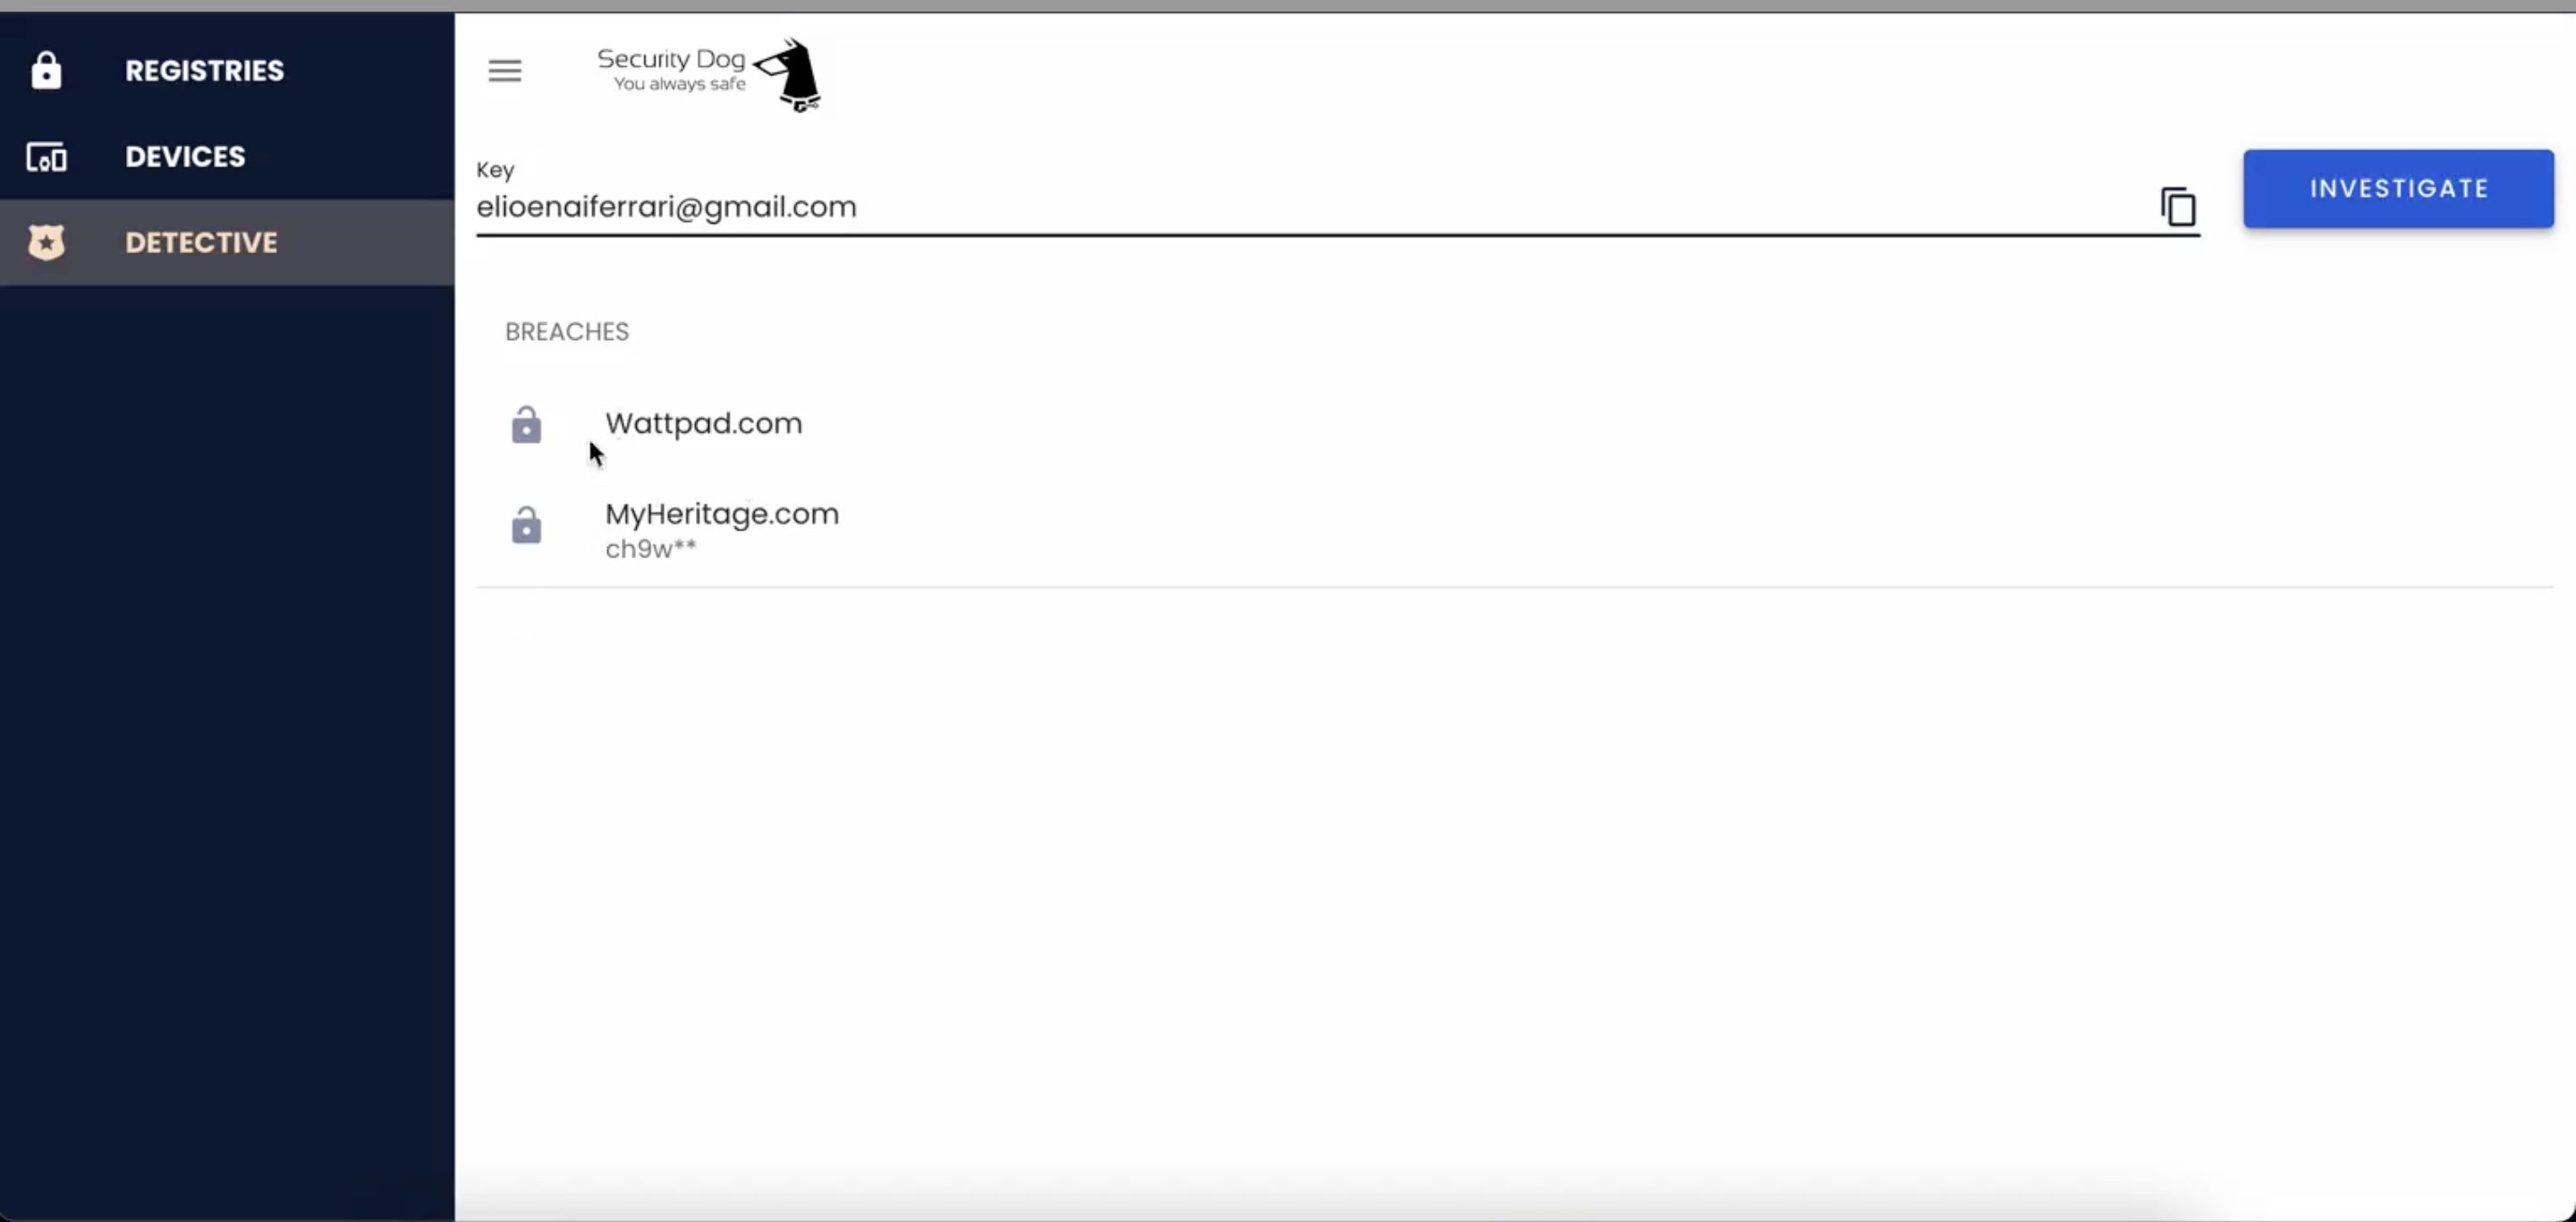 REGISTRIES
DEVICES
DETECTIVE
Security Dog
You always safe
Key
elioenaiferrari@gmail.com
INVESTIGATE
BREACHES
Wattpad.com
MyHeritage.com
ch9w**